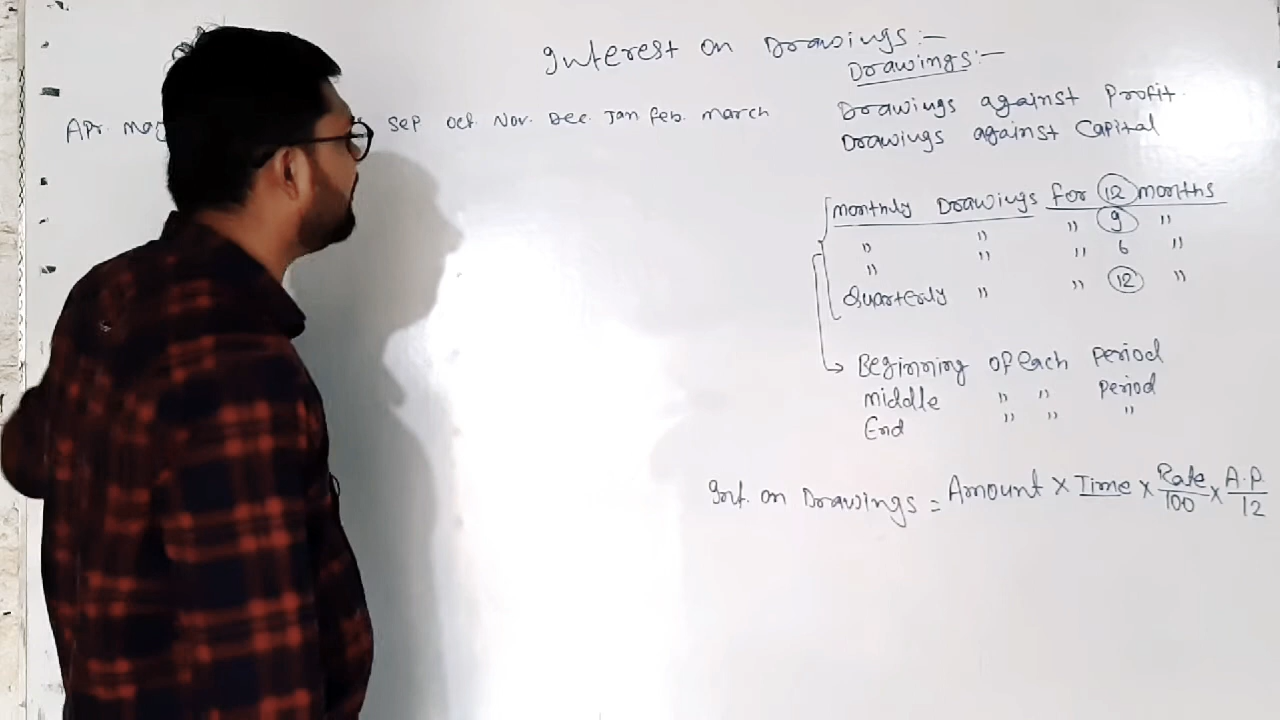 Interest on Drawings:-
Drawings:-
Apr. may Sep Oct. Nov. Dec. Jan feb. march
Drawings against Profit.
Drawings against Capital
monthly Drawings for 12 months
" " " 9 "
" " " 6 "
Quarterly " " 12 "
Beginning of each period
middle " " period
End " " "
Int. on Drawings = Amount × Time × Rate/100 × A.P./12